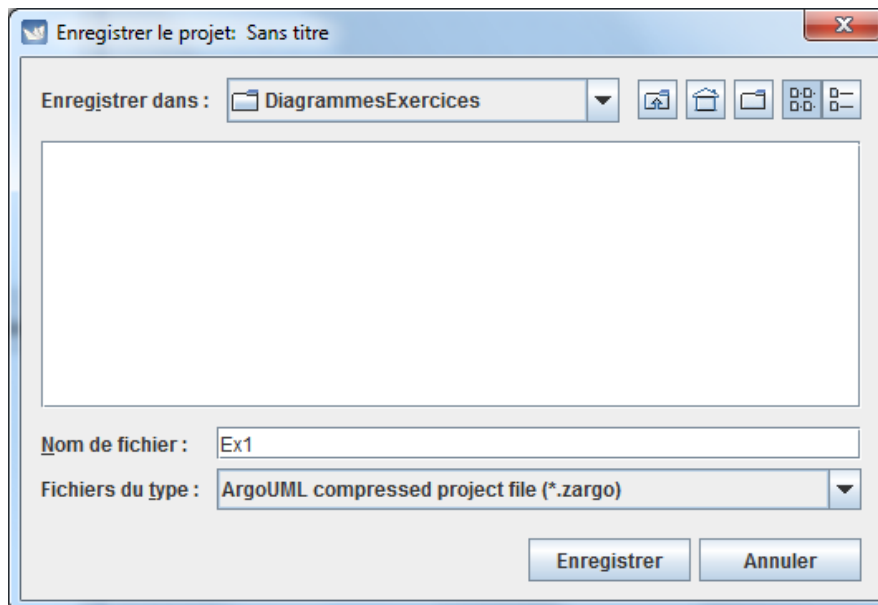 Enregistrer le projet: Sans titre
Enregistrer dans : DiagrammesExercices
Nom de fichier : Ex1
Fichiers du type : ArgoUML compressed project file (*.zargo)
Enregistrer Annuler